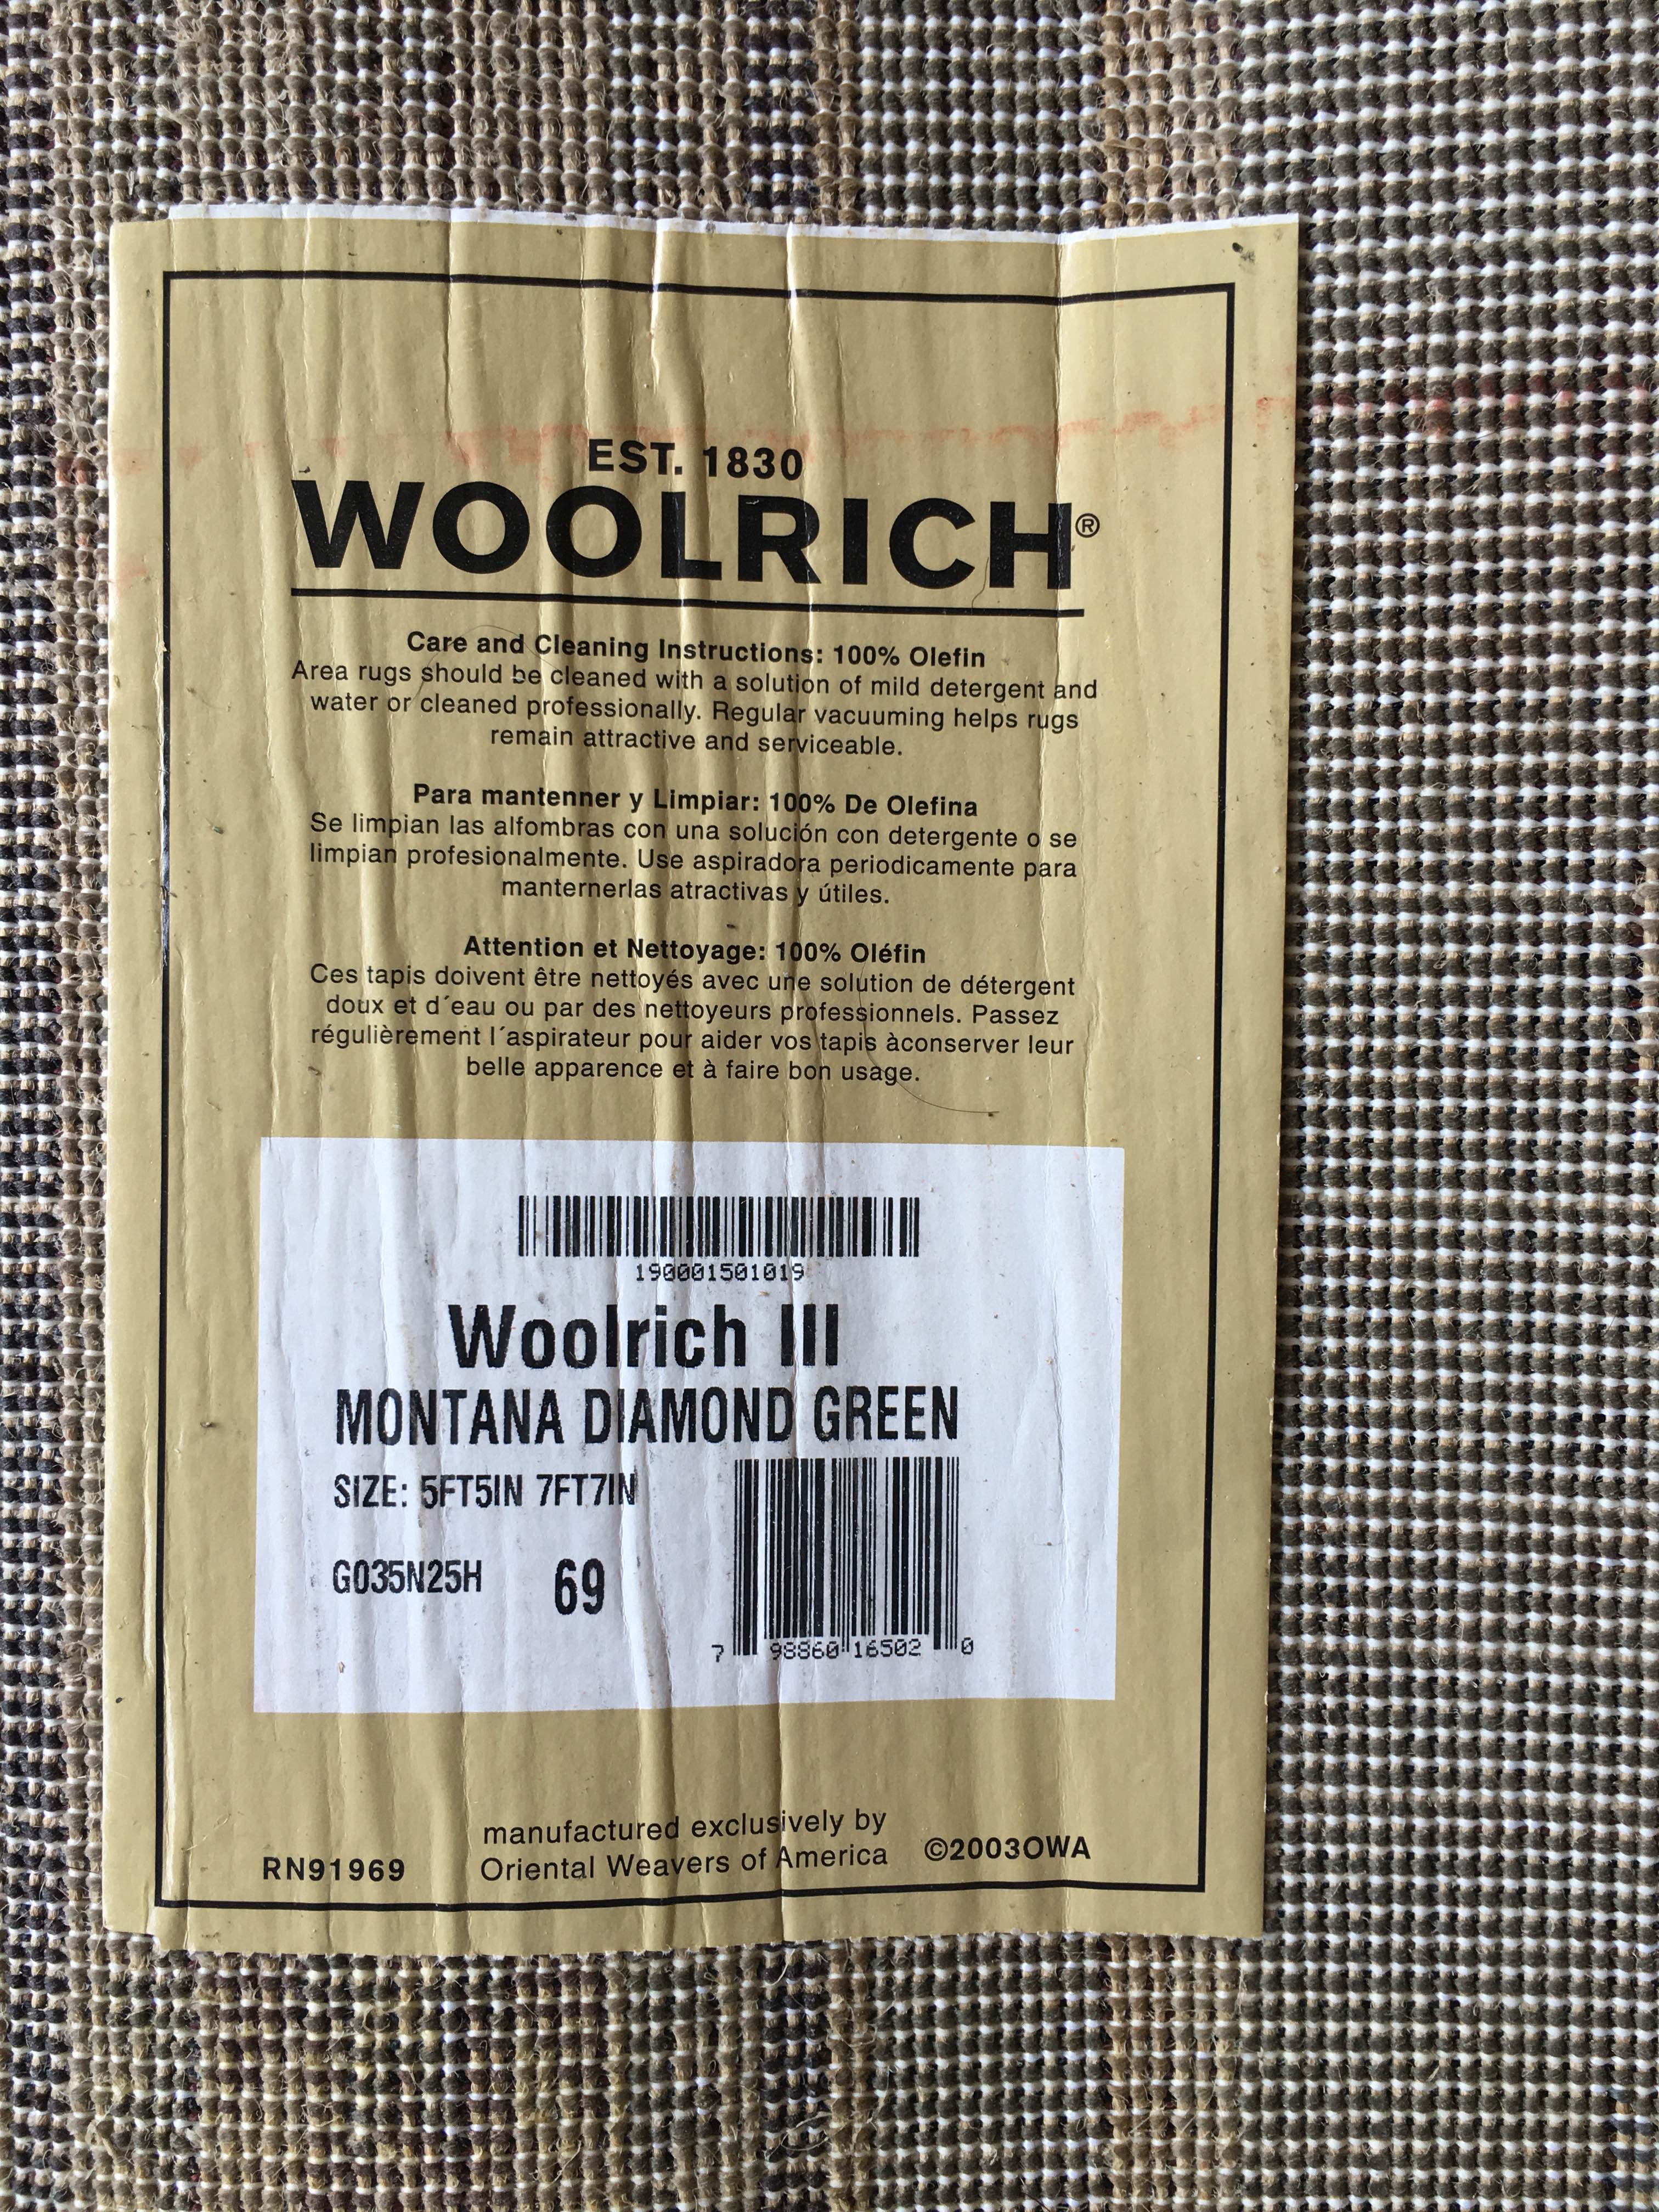 EST. 1830
WOOLRICH®
Care and Cleaning Instructions: 100% Olefin
Area rugs should be cleaned with a solution of mild detergent and
water or cleaned professionally. Regular vacuuming helps rugs
remain attractive and serviceable.
Para mantenner y Limpiar: 100% De Olefina
Se limpian las alfombras con una solución con detergente o se
limpian profesionalmente. Use aspiradora periodicamente para
manternerlas atractivas y útiles.
Attention et Nettoyage: 100% Oléfin
Ces tapis doivent être nettoyés avec une solution de détergent
doux et d´eau ou par des nettoyeurs professionnels. Passez
régulièrement l´aspirateur pour aider vos tapis àconserver leur
belle apparence et à faire bon usage.
190001501019
Woolrich III
MONTANA DIAMOND GREEN
SIZE: 5FT5IN 7FT7IN
G035N25H 69
7 98860 16502 0
manufactured exclusively by
Oriental Weavers of America
RN91969
©2003OWA